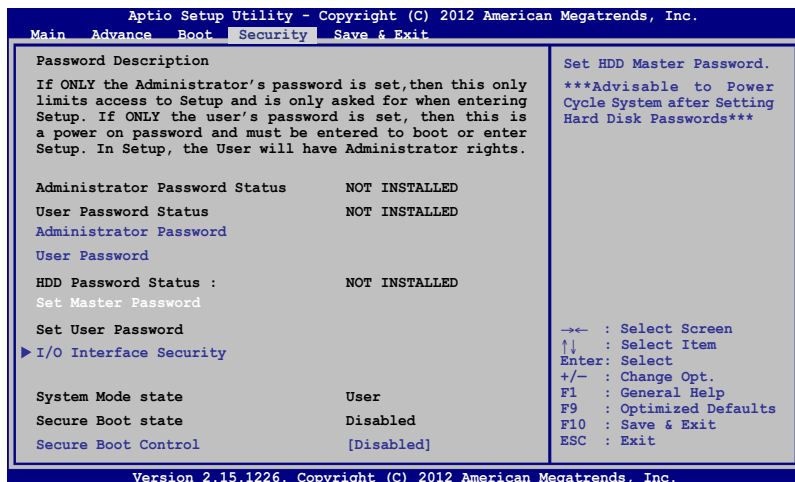 Aptio Setup Utility - Copyright (C) 2012 American Megatrends, Inc.
Main Advance Boot Security Save & Exit
Password Description
If ONLY the Administrator's password is set,then this only
limits access to Setup and is only asked for when entering
Setup. If ONLY the user's password is set, then this is
a power on password and must be entered to boot or enter
Setup. In Setup, the User will have Administrator rights.
Administrator Password Status NOT INSTALLED
User Password Status NOT INSTALLED
Administrator Password
User Password
HDD Password Status : NOT INSTALLED
Set Master Password
Set User Password
▶ I/O Interface Security
System Mode state User
Secure Boot state Disabled
Secure Boot Control [Disabled]
Set HDD Master Password.
***Advisable to Power
Cycle System after Setting
Hard Disk Passwords***
→← : Select Screen
↑↓ : Select Item
Enter: Select
+/— : Change Opt.
F1 : General Help
F9 : Optimized Defaults
F10 : Save & Exit
ESC : Exit
Version 2.15.1226. Copyright (C) 2012 American Megatrends, Inc.